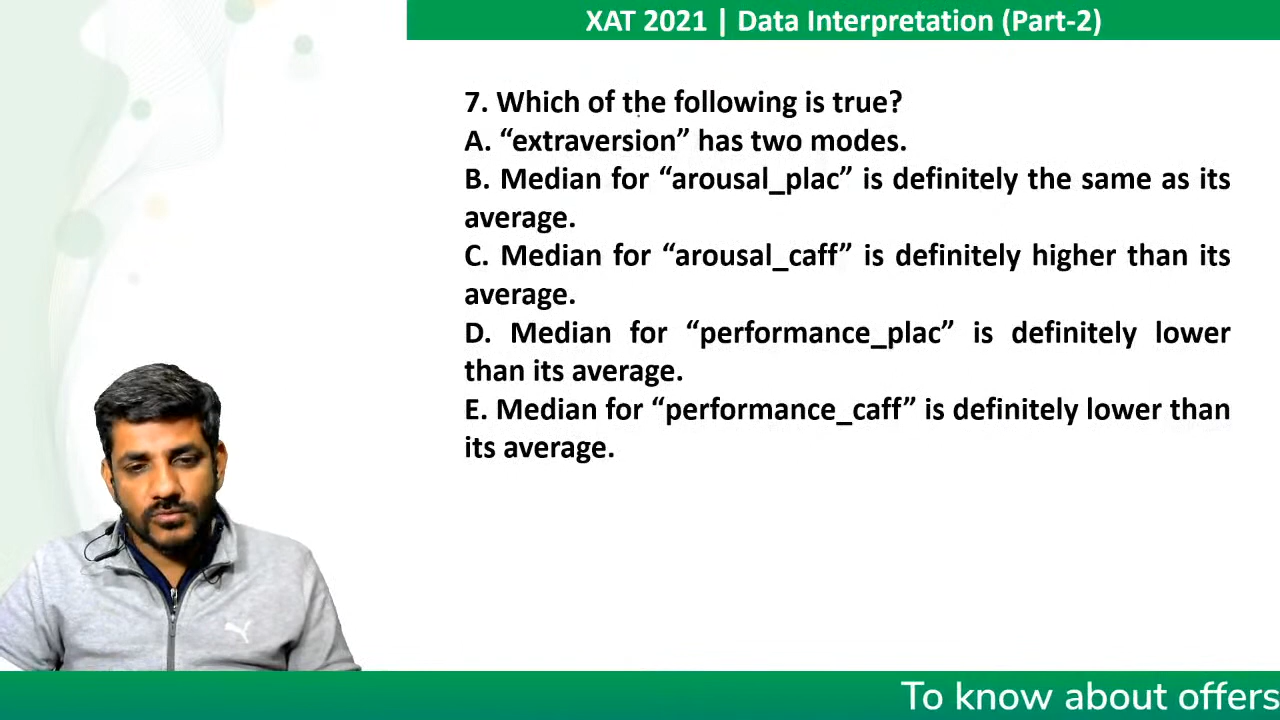 XAT 2021 | Data Interpretation (Part-2)
7. Which of the following is true?
A. “extraversion” has two modes.
B. Median for “arousal_plac” is definitely the same as its
average.
C. Median for “arousal_caff” is definitely higher than its
average.
D. Median for “performance_plac” is definitely lower
than its average.
E. Median for “performance_caff” is definitely lower than
its average.
To know about offers